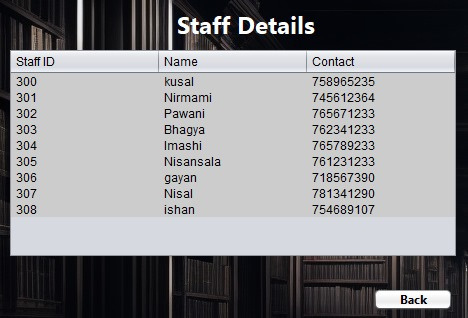 Staff Details
Staff ID Name Contact
300 kusal 758965235
301 Nirmami 745612364
302 Pawani 765671233
303 Bhagya 762341233
304 Imashi 765789233
305 Nisansala 761231233
306 gayan 718567390
307 Nisal 781341290
308 ishan 754689107
Back